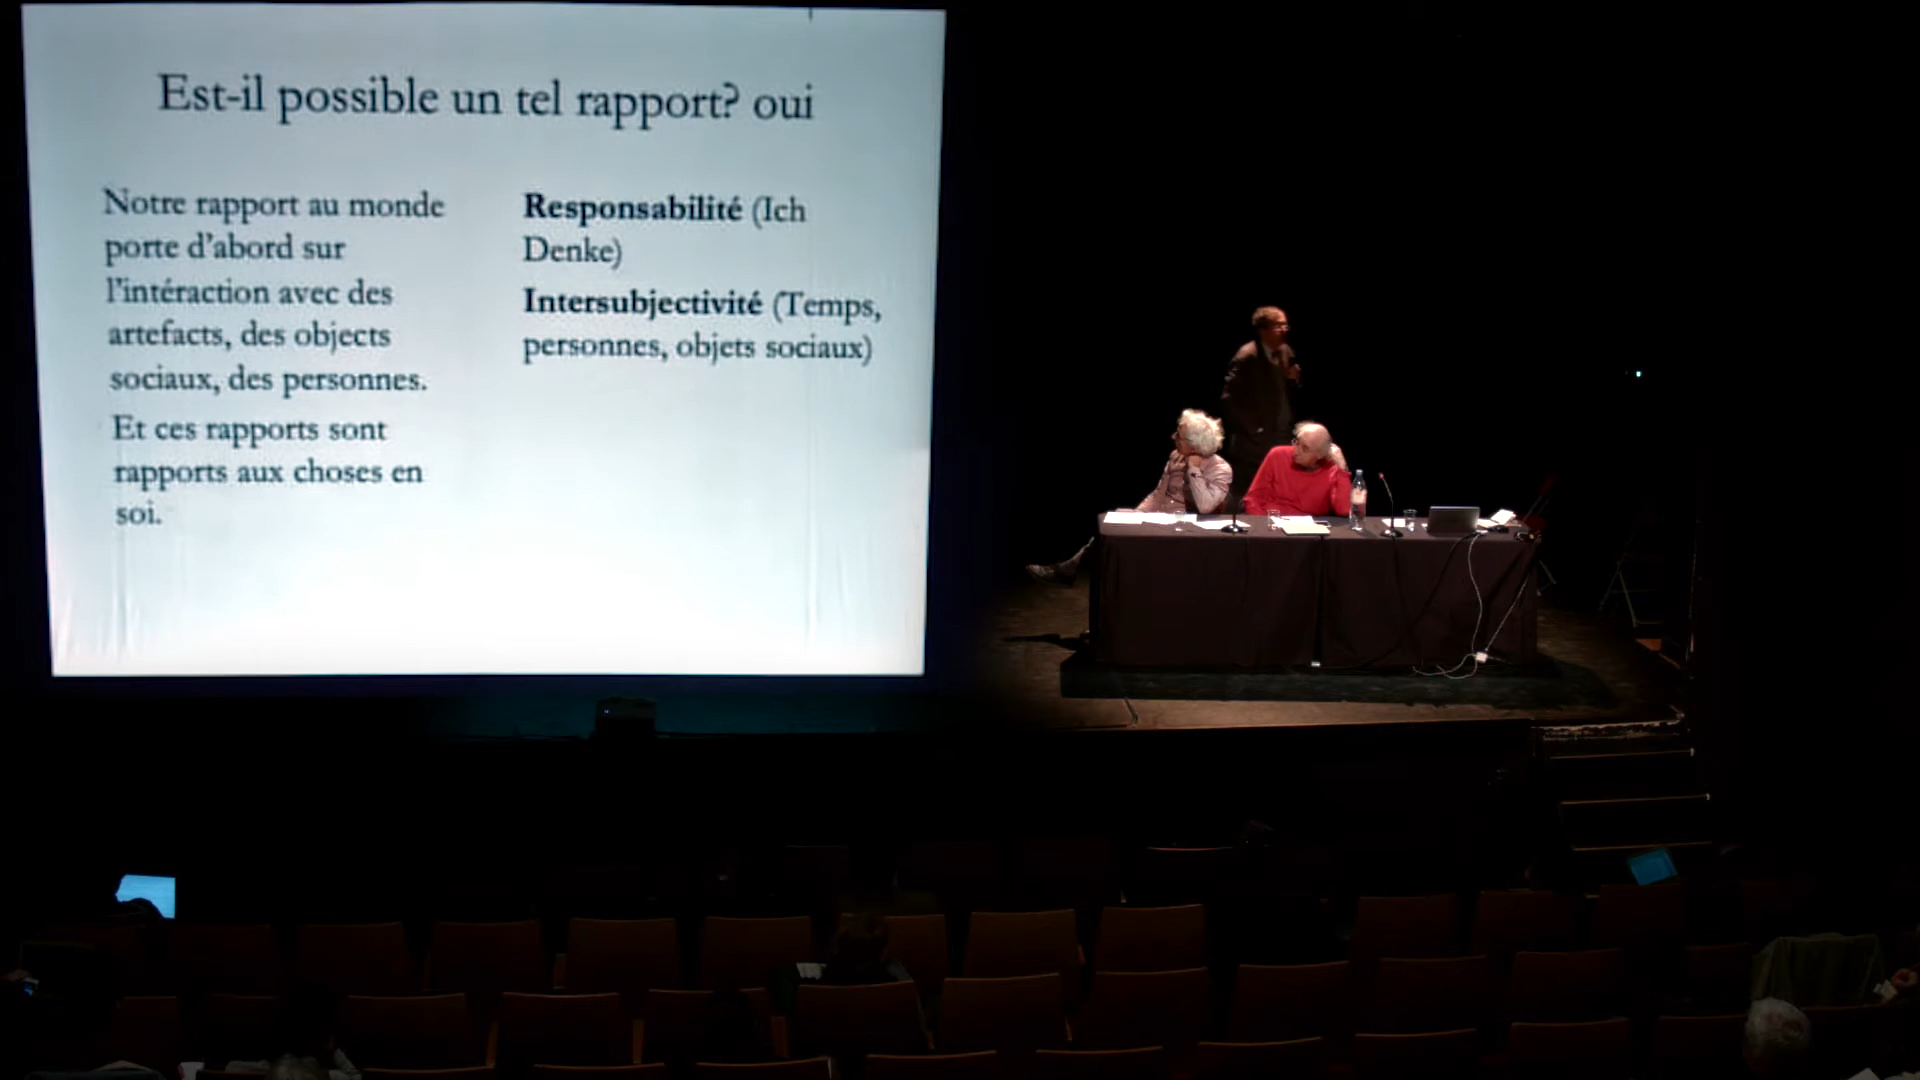 Est-il possible un tel rapport? oui
Notre rapport au monde
porte d'abord sur
l'intéraction avec des
artefacts, des objects
sociaux, des personnes.
Et ces rapports sont
rapports aux choses en
soi.
Responsabilité (Ich
Denke)
Intersubjectivité (Temps,
personnes, objets sociaux)